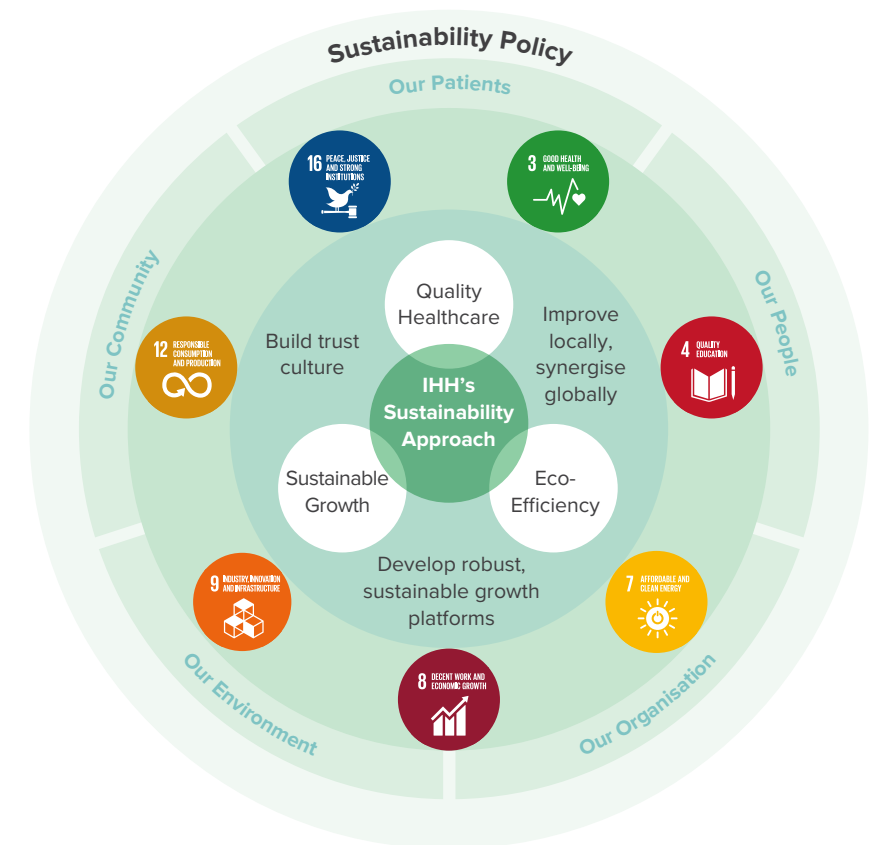 Sustainability Policy
Our Patients
16 PEACE, JUSTICE
AND STRONG
INSTITUTIONS
3 GOOD HEALTH
AND WELL-BEING
Our Community
Our People
Quality
Healthcare
Build trust
culture
Improve
locally,
synergise
globally
12 RESPONSIBLE
CONSUMPTION
AND PRODUCTION
4 QUALITY
EDUCATION
IHH's
Sustainability
Approach
Sustainable
Growth
Eco-
Efficiency
Develop robust,
sustainable growth
platforms
9 INDUSTRY, INNOVATION
AND INFRASTRUCTURE
7 AFFORDABLE AND
CLEAN ENERGY
8 DECENT WORK AND
ECONOMIC GROWTH
Our Environment
Our Organisation